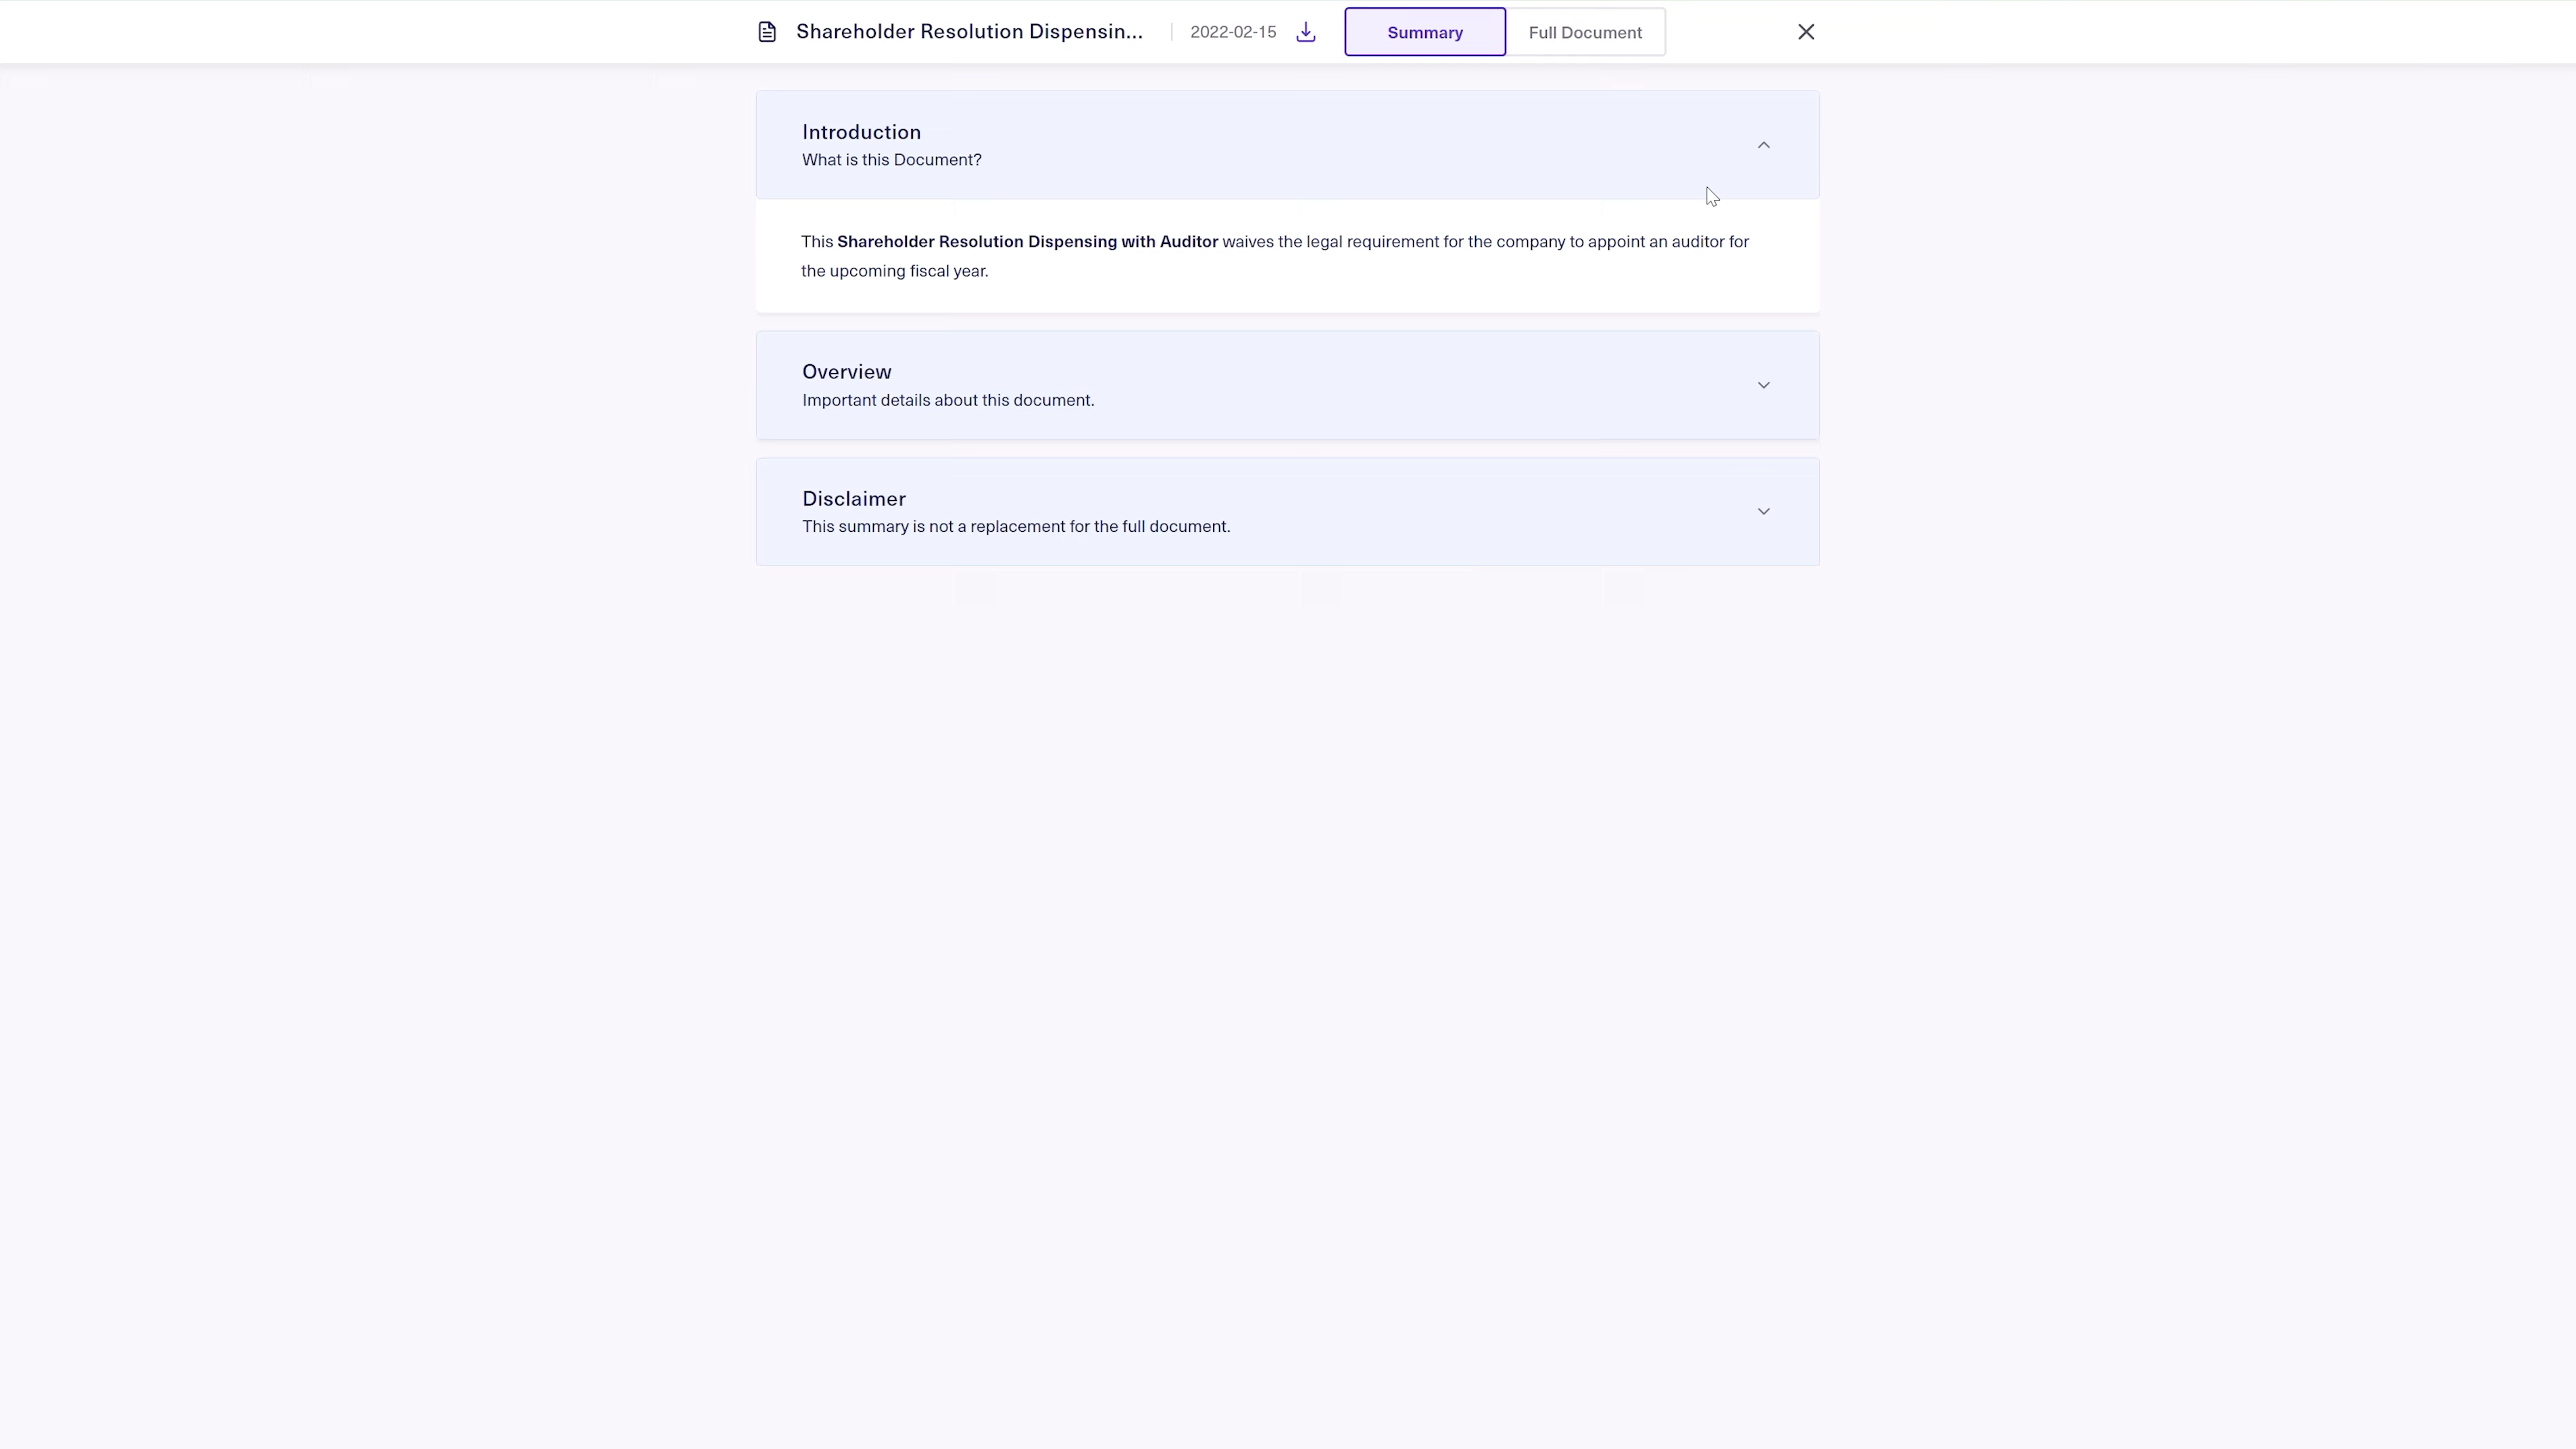 Shareholder Resolution Dispensin...
2022-02-15
Summary
Full Document
Introduction
What is this Document?
This Shareholder Resolution Dispensing with Auditor waives the legal requirement for the company to appoint an auditor for
the upcoming fiscal year.
Overview
Important details about this document.
Disclaimer
This summary is not a replacement for the full document.